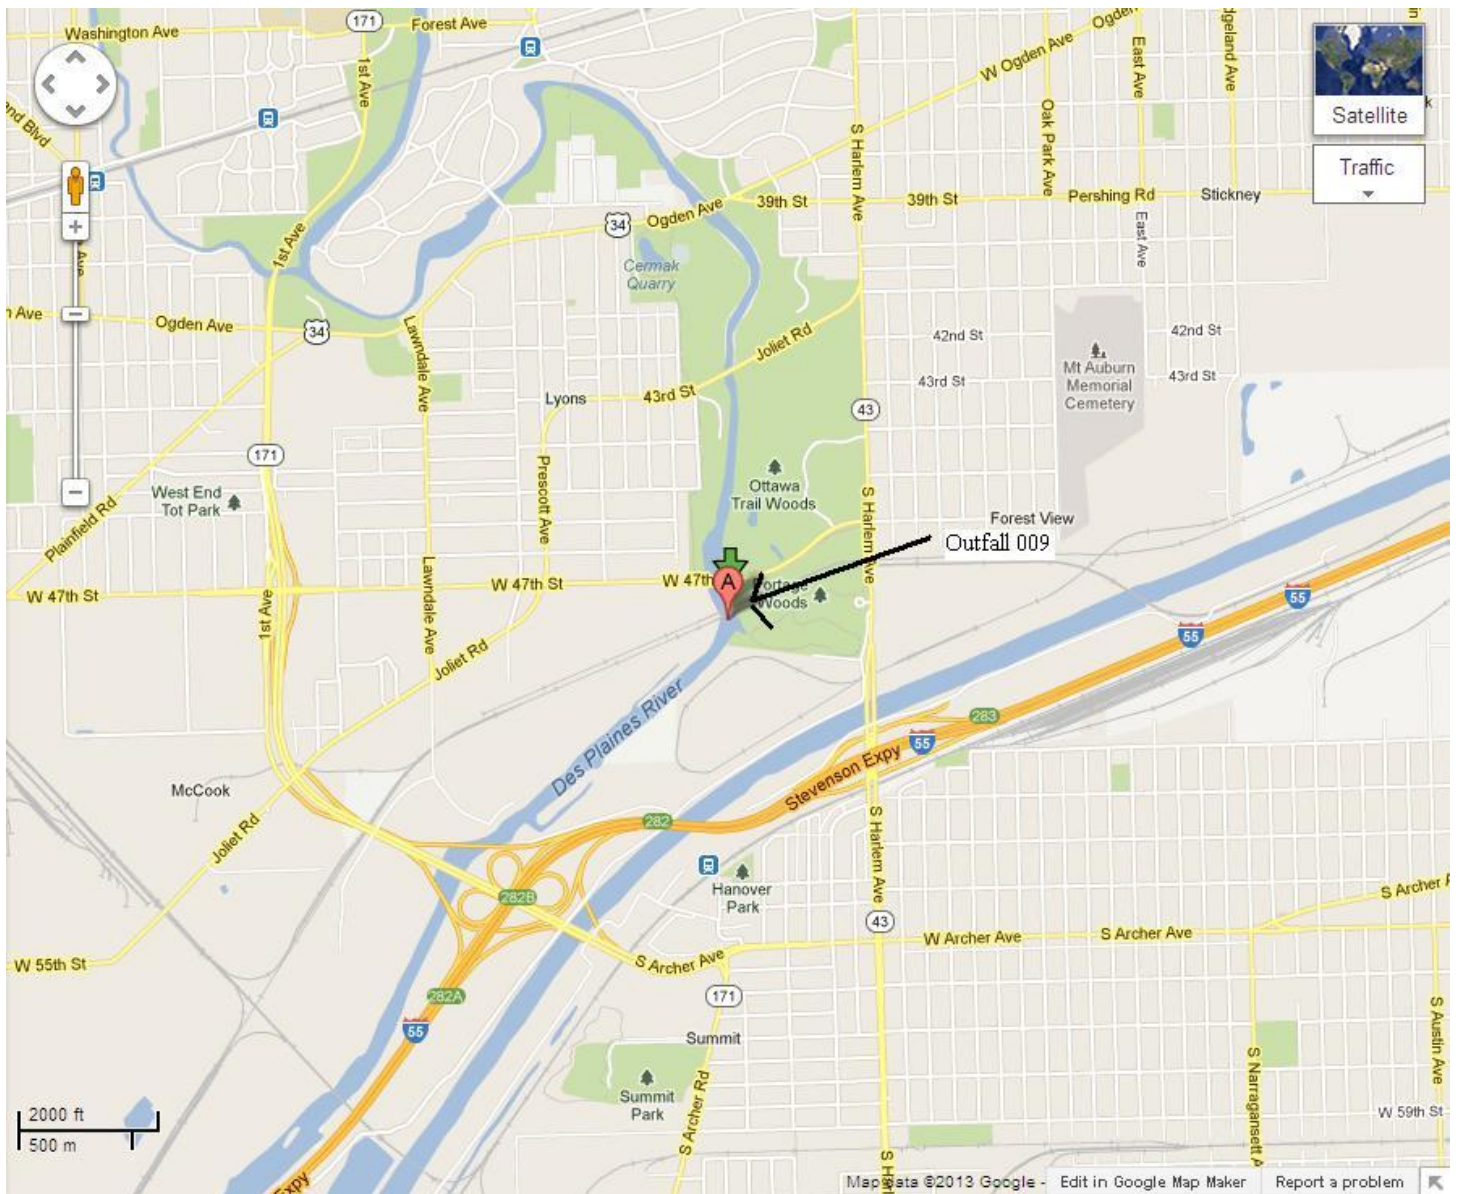 Washington Ave
171
Forest Ave
Ogden
W Ogden Ave
East Ave
1st Ave
Satellite
S Harlem Ave
Oak Park Ave
39th St
39th St
Pershing Rd
Stickney
Traffic
34
Ogden Ave
East Ave
1st Ave
Cermak
Quarry
Ave
Ogden Ave
34
Lawndale Ave
Joliet Rd
42nd St
42nd St
Mt Auburn
Memorial
Cemetery
43rd St
43rd St
Lyons
43rd St
43
171
Prescott Ave
West End
Tot Park
Plainfield Rd
Ottawa
Trail Woods
S Harlem Ave
Forest View
Outfall 009
W 47th St
W 47th St
W 47th
A
Portage
Woods
Lawndale Ave
1st Ave
55
55
Joliet Rd
Des Plaines River
283
55
Stevenson Expy
McCook
Joliet Rd
282
S Harlem Ave
282B
Hanover
Park
S Archer
43
W Archer Ave
S Archer Ave
W 55th St
S Archer Ave
282A
171
55
Summit
S Austin Ave
S Narragansett A
Summit
Park
S Archer Rd
2000 ft
500 m
W 59th St
S Ha
Expy
Map data ©2013 Google -
Edit in Google Map Maker
Report a problem